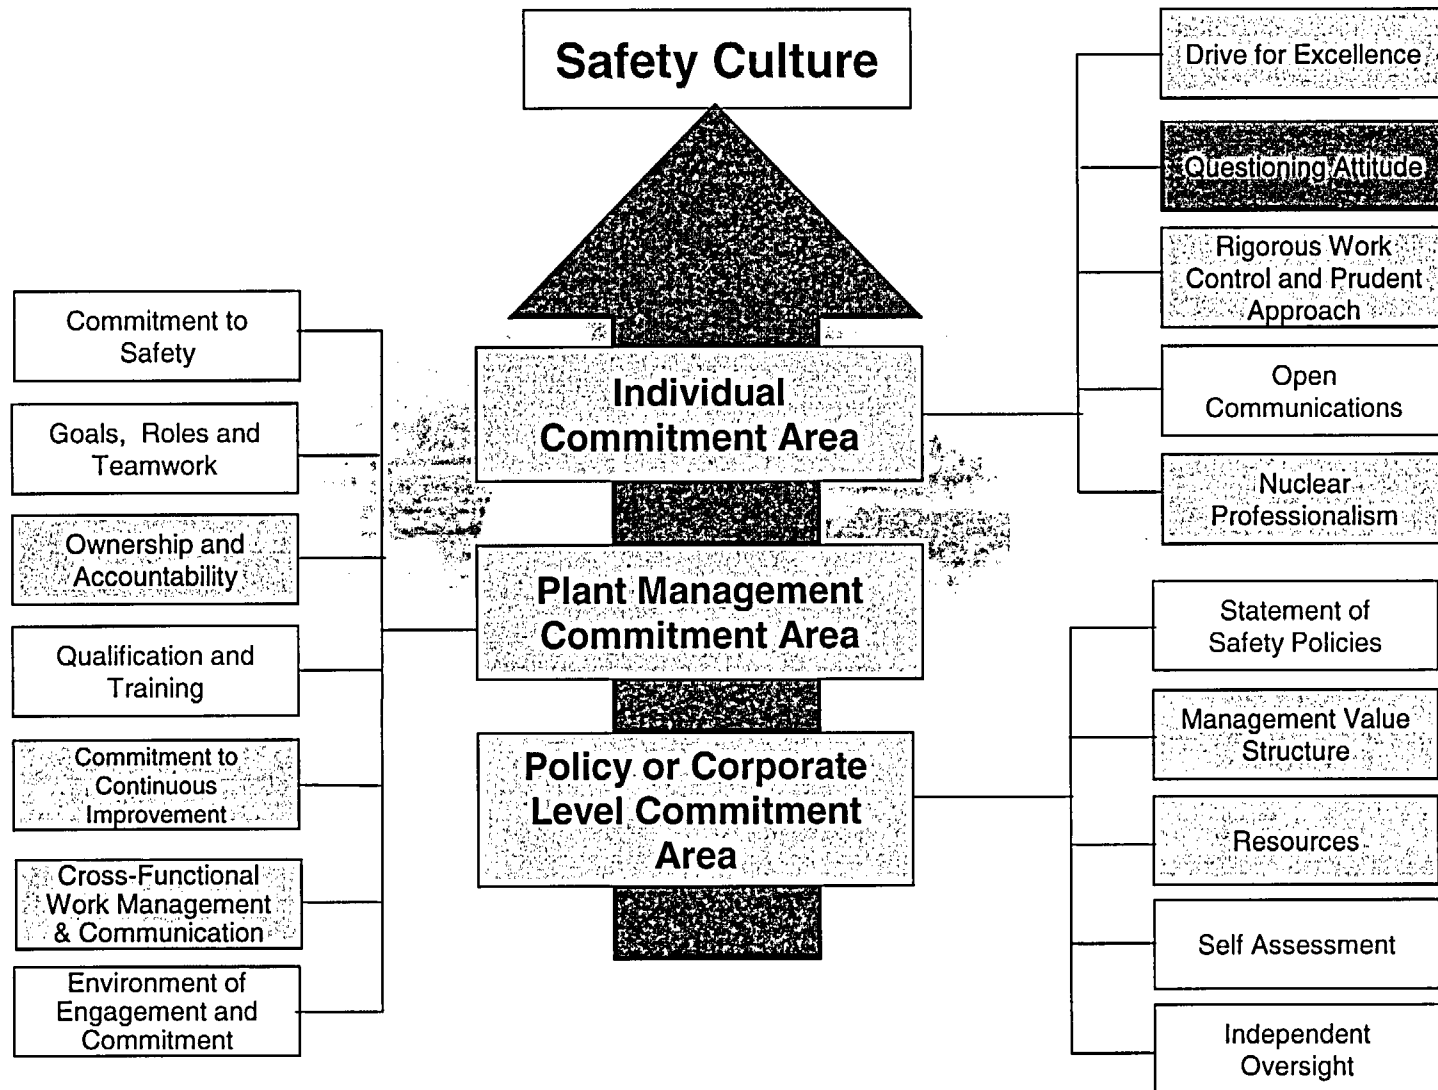 Safety Culture
Individual
Commitment Area
Plant Management
Commitment Area
Policy or Corporate
Level Commitment
Area
Commitment to
Safety
Goals, Roles and
Teamwork
Ownership and
Accountability
Qualification and
Training
Commitment to
Continuous
Improvement
Cross-Functional
Work Management
& Communication
Environment of
Engagement and
Commitment
Drive for Excellence
Questioning Attitude
Rigorous Work
Control and Prudent
Approach
Open
Communications
Nuclear
Professionalism
Statement of
Safety Policies
Management Value
Structure
Resources
Self Assessment
Independent
Oversight